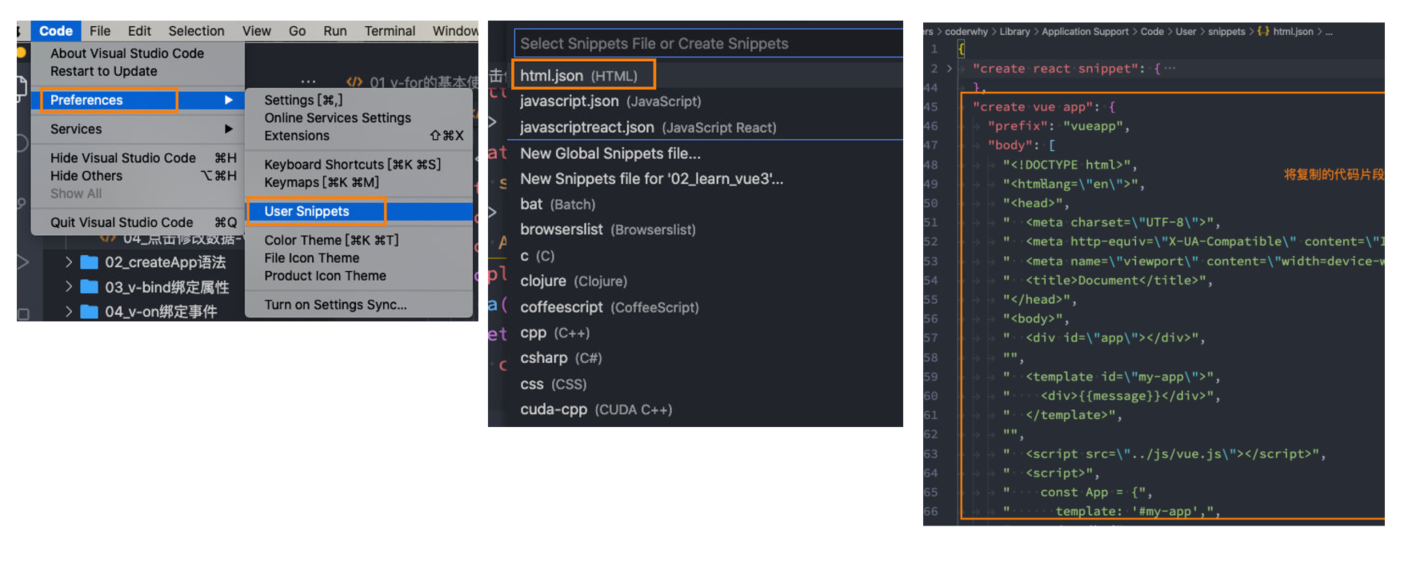 Code File Edit Selection View Go Run Terminal Window
About Visual Studio Code
Restart to Update
Preferences
Services
Hide Visual Studio Code ⌘H
Hide Others ⌥⌘H
Show All
Quit Visual Studio Code ⌘Q
01 v-for的基本使
Settings [⌘,]
Online Services Settings
Extensions ⇧⌘X
Keyboard Shortcuts [⌘K ⌘S]
Keymaps [⌘K ⌘M]
User Snippets
Color Theme [⌘K ⌘T]
File Icon Theme
Product Icon Theme
Turn on Settings Sync...
04_点击修改数据-
02_createApp语法
03_v-bind绑定属性
04_v-on绑定事件
Select Snippets File or Create Snippets
html.json (HTML)
javascript.json (JavaScript)
javascriptreact.json (JavaScript React)
New Global Snippets file...
New Snippets file for '02_learn_vue3'...
bat (Batch)
browserslist (Browserslist)
c (C)
clojure (Clojure)
coffeescript (CoffeeScript)
cpp (C++)
csharp (C#)
css (CSS)
cuda-cpp (CUDA C++)
ers > coderwhy > Library > Application Support > Code > User > snippets > {.} html.json > ...
1 {
2 > "create react snippet": { ...
44 },
45 "create vue app": {
46 "prefix": "vueapp",
47 "body": [
48 "<!DOCTYPE html>",
49 "<html lang=\"en\">",
50 "<head>",
51 "  <meta charset=\"UTF-8\">",
52 "  <meta http-equiv=\"X-UA-Compatible\" content=\"I
53 "  <meta name=\"viewport\" content=\"width=device-w
54 "  <title>Document</title>",
55 "</head>",
56 "<body>",
57 "  <div id=\"app\"></div>",
58 "",
59 "  <template id=\"my-app\">",
60 "    <div>{{message}}</div>",
61 "  </template>",
62 "",
63 "  <script src=\"../js/vue.js\"></script>",
64 "  <script>",
65 "    const App = {",
66 "      template: '#my-app',",
将复制的代码片段